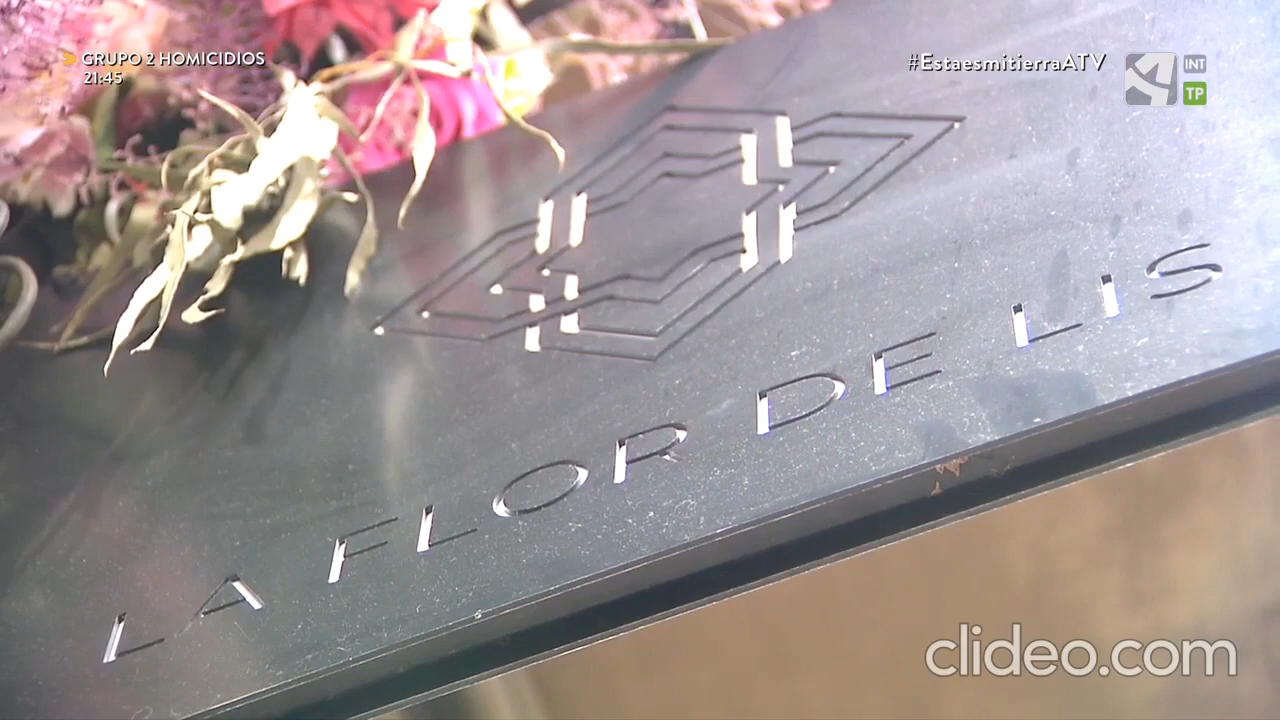 GRUPO 2 HOMICIDIOS
21:45
#EstaesmitierraATV
INT
TP
LA FLOR DE LIS
clideo.com